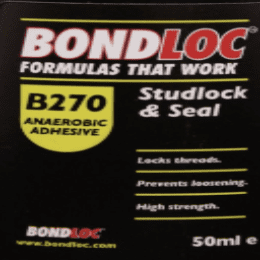 BONDLOC
FORMULAS THAT WORK
B270
ANAEROBIC
ADHESIVE
Studlock
& Seal
Locks threads.
Prevents loosening.
High strength.
BONDLOC
www.bondloc.com
50ml e